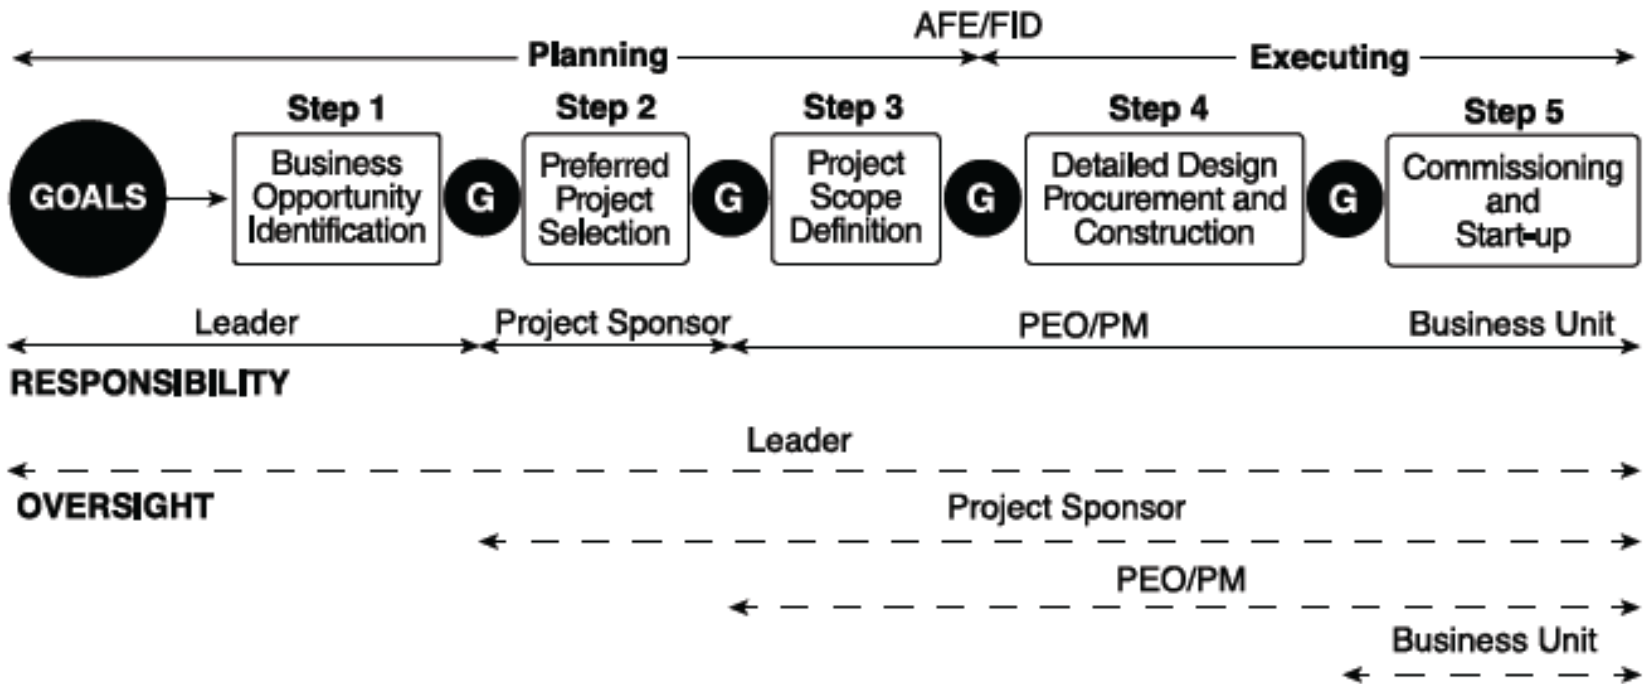 AFE/FID
Planning
Executing
Step 1
Step 2
Step 3
Step 4
Step 5
GOALS
Business
Opportunity
Identification
G
Preferred
Project
Selection
G
Project
Scope
Definition
G
Detailed Design
Procurement and
Construction
G
Commissioning
and
Start-up
Leader
Project Sponsor
PEO/PM
Business Unit
RESPONSIBILITY
Leader
OVERSIGHT
Project Sponsor
PEO/PM
Business Unit